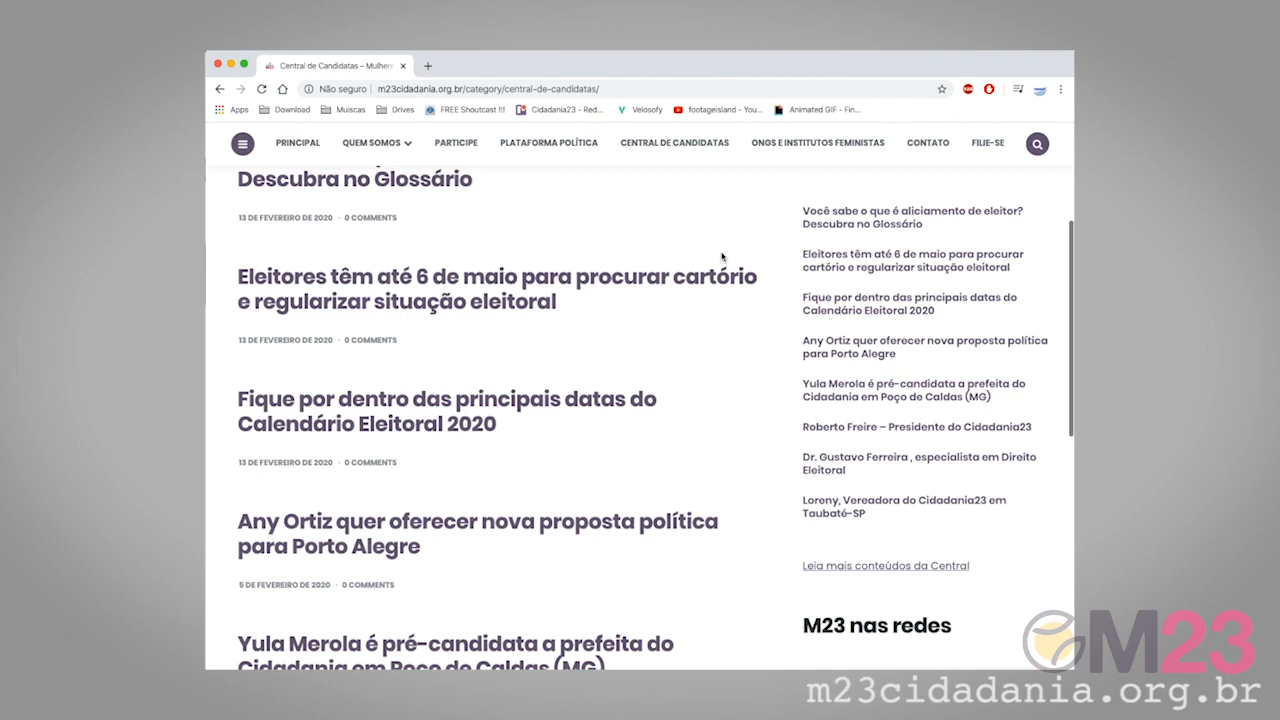 Central de Candidatas – Mulhere
Não seguro
m23cidadania.org.br/category/central-de-candidatas/
Apps
Download
Muiscas
Drives
FREE Shoutcast !!!
Cidadania23 - Red...
Velosofy
footageisland - You...
Animated GIF - Fin...
PRINCIPAL
QUEM SOMOS
PARTICIPE
PLATAFORMA POLÍTICA
CENTRAL DE CANDIDATAS
ONGS E INSTITUTOS FEMINISTAS
CONTATO
FILIE-SE
Descubra no Glossário
13 DE FEVEREIRO DE 2020 · 0 COMMENTS
Eleitores têm até 6 de maio para procurar cartório
e regularizar situação eleitoral
13 DE FEVEREIRO DE 2020 · 0 COMMENTS
Fique por dentro das principais datas do
Calendário Eleitoral 2020
13 DE FEVEREIRO DE 2020 · 0 COMMENTS
Any Ortiz quer oferecer nova proposta política
para Porto Alegre
5 DE FEVEREIRO DE 2020 · 0 COMMENTS
Yula Merola é pré-candidata a prefeita do
Cidadania em Poço de Caldas (MG)
Você sabe o que é aliciamento de eleitor?
Descubra no Glossário
Eleitores têm até 6 de maio para procurar
cartório e regularizar situação eleitoral
Fique por dentro das principais datas do
Calendário Eleitoral 2020
Any Ortiz quer oferecer nova proposta política
para Porto Alegre
Yula Merola é pré-candidata a prefeita do
Cidadania em Poço de Caldas (MG)
Roberto Freire – Presidente do Cidadania23
Dr. Gustavo Ferreira , especialista em Direito
Eleitoral
Loreny, Vereadora do Cidadania23 em
Taubaté-SP
Leia mais conteúdos da Central
M23 nas redes
M23
m23cidadania.org.br